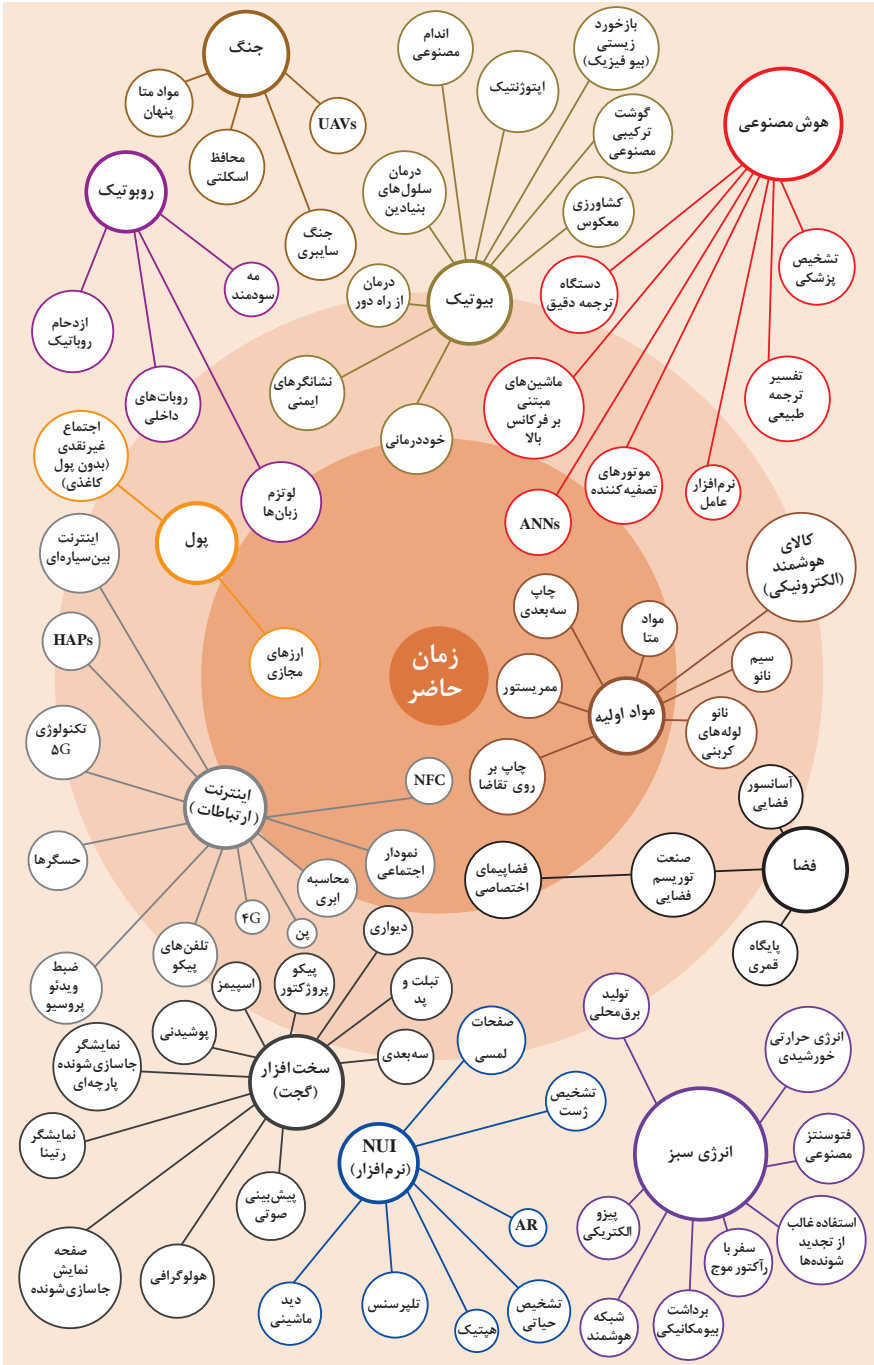 جنگ
مواد متا
پنهان
محافظ
اسکلتی
UAVs
جنگ
سایبری
روبوتیک
ازدحام
روباتیک
روبات‌های
داخلی
مه
سودمند
لوتزم
زبان‌ها
بیوتیک
اندام
مصنوعی
اپتوژنتیک
بازخورد
زیستی
(بیو فیزیک)
گوشت
ترکیبی
مصنوعی
کشاورزی
معکوس
درمان
سلول‌های
بنیادین
درمان
از راه دور
نشانگرهای
ایمنی
خوددرمانی
هوش مصنوعی
تشخیص
پزشکی
دستگاه
ترجمه دقیق
تفسیر
ترجمه
طبیعی
ماشین‌های
مبتنی
بر فرکانس
بالا
موتورهای
تصفیه کننده
نرم‌افزار
عامل
ANNs
پول
اجتماع
غیرنقدی
(بدون پول
کاغذی)
ارزهای
مجازی
زمان
حاضر
مواد اولیه
کالای
هوشمند
(الکترونیکی)
چاپ
سه‌بعدی
مواد
متا
سیم
نانو
ممریستور
نانو
لوله‌های
کربنی
چاپ بر
روی تقاضا
اینترنت
(ارتباطات)
اینترنت
بین‌سیاره‌ای
HAPs
تکنولوژی
۵G
حسگرها
ضبط
ویدئو
پروسیو
تلفن‌های
پیکو
۴G
پن
محاسبه
ابری
نمودار
اجتماعی
NFC
فضا
آسانسور
فضایی
صنعت
توریسم
فضایی
فضاپیمای
اختصاصی
پایگاه
قمری
سخت‌افزار
(گجت)
دیواری
پیکو
پروژکتور
اسپیمز
تبلت و
پد
پوشیدنی
سه‌بعدی
نمایشگر
جاسازی‌شونده
پارچه‌ای
نمایشگر
رتینا
صفحه
نمایش
جاسازی‌شونده
هولوگرافی
پیش‌بینی
صوتی
NUI
(نرم‌افزار)
صفحات
لمسی
تشخیص
ژست
AR
تشخیص
حیاتی
هپتیک
تلپرسنس
دید
ماشینی
انرژی سبز
تولید
برق‌محلی
انرژی حرارتی
خورشیدی
فتوسنتز
مصنوعی
استفاده غالب
از تجدید
شونده‌ها
سفر با
رآکتور موج
برداشت
بیومکانیکی
شبکه
هوشمند
پیزو
الکتریکی